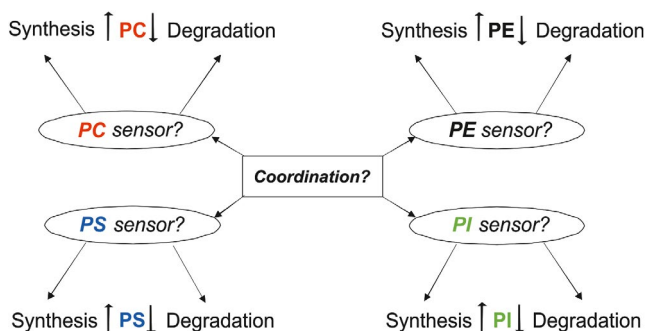 Synthesis PC Degradation
Synthesis PE Degradation
PC sensor?
PE sensor?
Coordination?
PS sensor?
PI sensor?
Synthesis PS Degradation
Synthesis PI Degradation